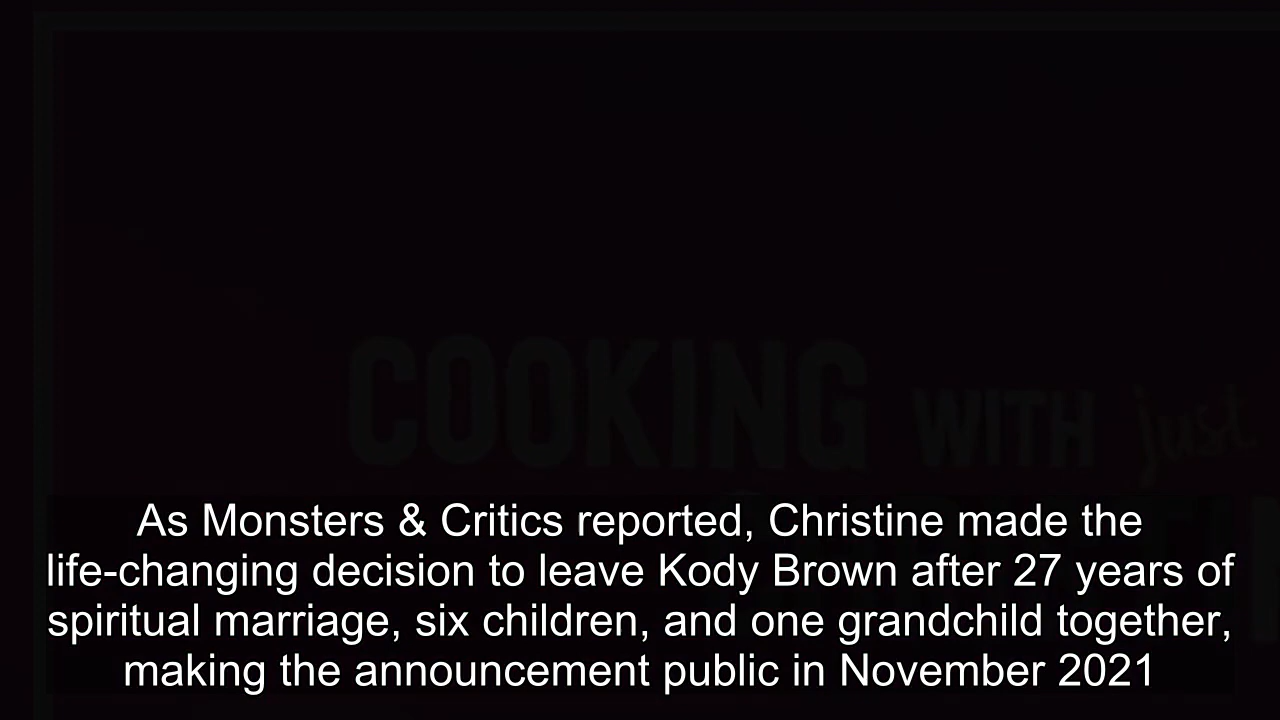 COOKING WITH just
As Monsters & Critics reported, Christine made the
life-changing decision to leave Kody Brown after 27 years of
spiritual marriage, six children, and one grandchild together,
making the announcement public in November 2021